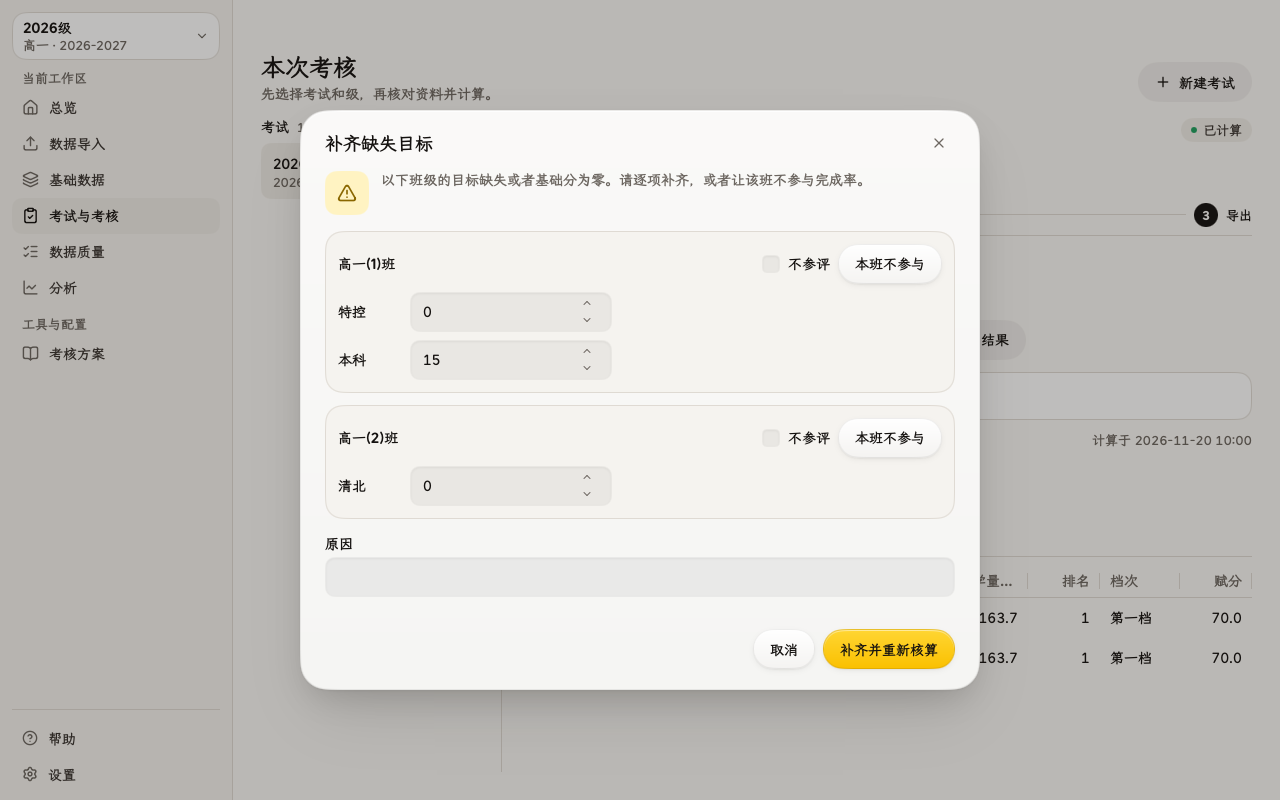 2026级
高一 · 2026-2027
当前工作区
总览
数据导入
基础数据
考试与考核
数据质量
分析
工具与配置
考核方案
帮助
设置
本次考核
先选择考试和级，再核对资料并计算。
新建考试
考试
已计算
3 导出
结果
计算于 2026-11-20 10:00
排名 档次 赋分
163.7 1 第一档 70.0
163.7 1 第一档 70.0
补齐缺失目标
以下班级的目标缺失或者基础分为零。请逐项补齐，或者让该班不参与完成率。
高一(1)班 不参评 本班不参与
特控 0
本科 15
高一(2)班 不参评 本班不参与
清北 0
原因
取消 补齐并重新核算